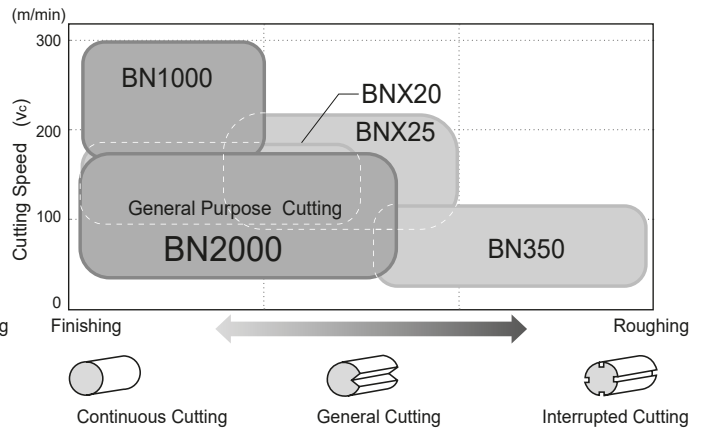 (m/min)
300
BN1000
BNX20
200
BNX25
Cutting Speed (vc)
General Purpose Cutting
100
BN2000
BN350
0
g Finishing Roughing
Continuous Cutting General Cutting Interrupted Cutting